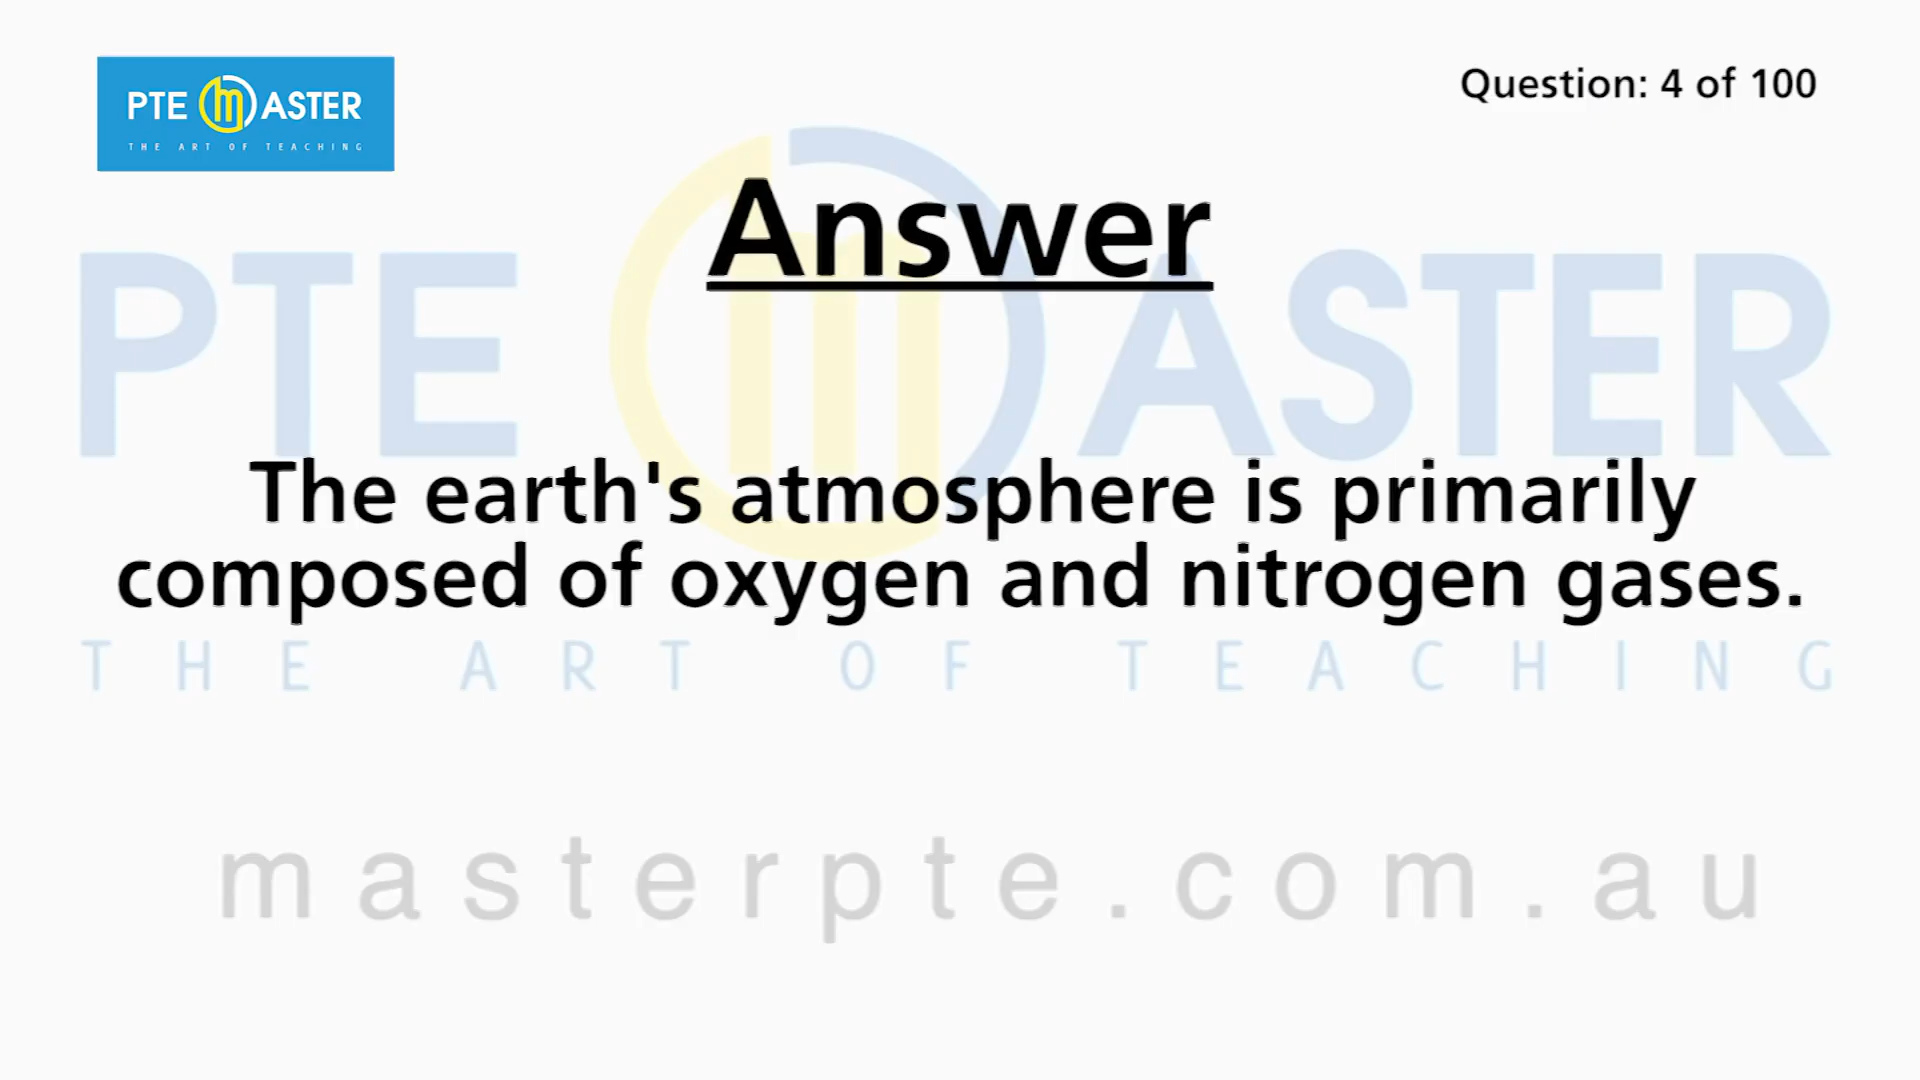 PTE MASTER
THE ART OF TEACHING
Question: 4 of 100
Answer
PTE MASTER
The earth's atmosphere is primarily
composed of oxygen and nitrogen gases.
THE ART OF TEACHING
masterpte.com.au